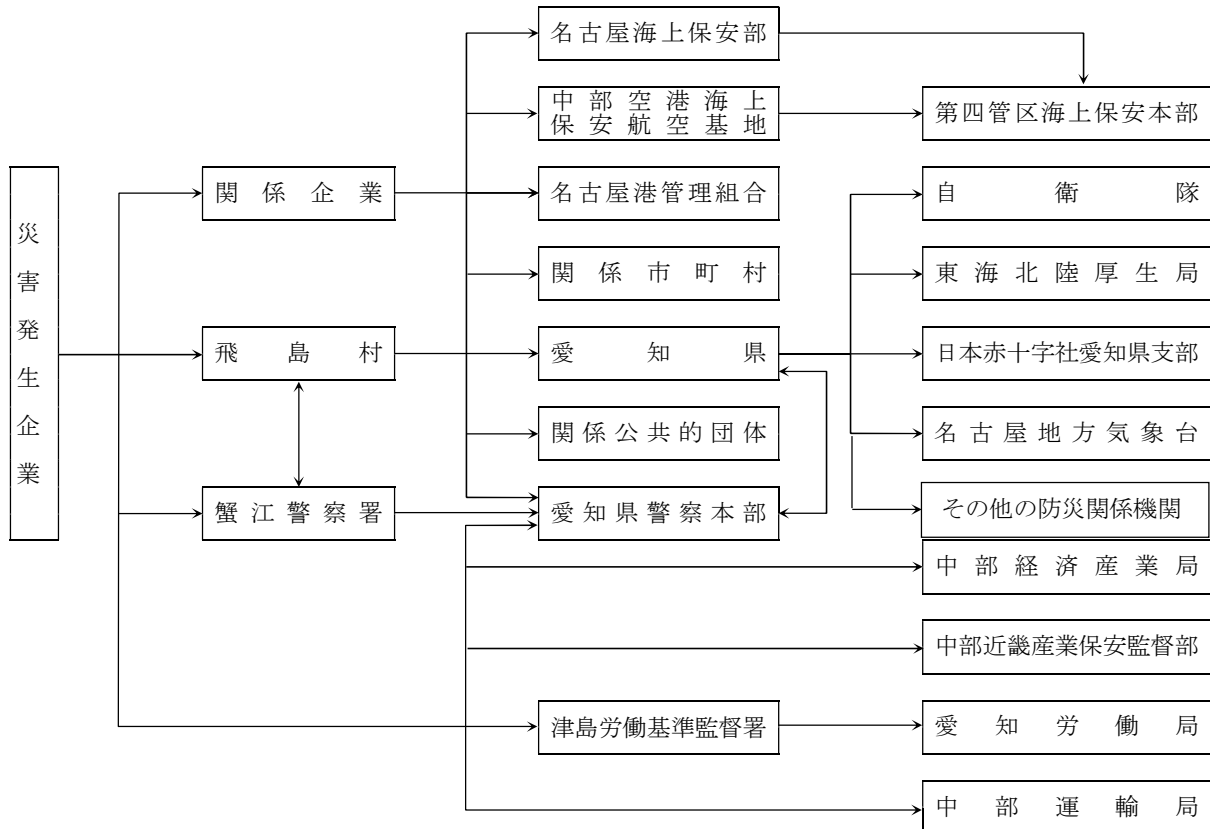 災害発生企業
関係企業
飛島村
蟹江警察署
名古屋海上保安部
中部空港海上
保安航空基地
名古屋港管理組合
関係市町村
愛知県
関係公共的団体
愛知県警察本部
津島労働基準監督署
第四管区海上保安本部
自衛隊
東海北陸厚生局
日本赤十字社愛知県支部
名古屋地方気象台
その他の防災関係機関
中部経済産業局
中部近畿産業保安監督部
愛知労働局
中部運輸局